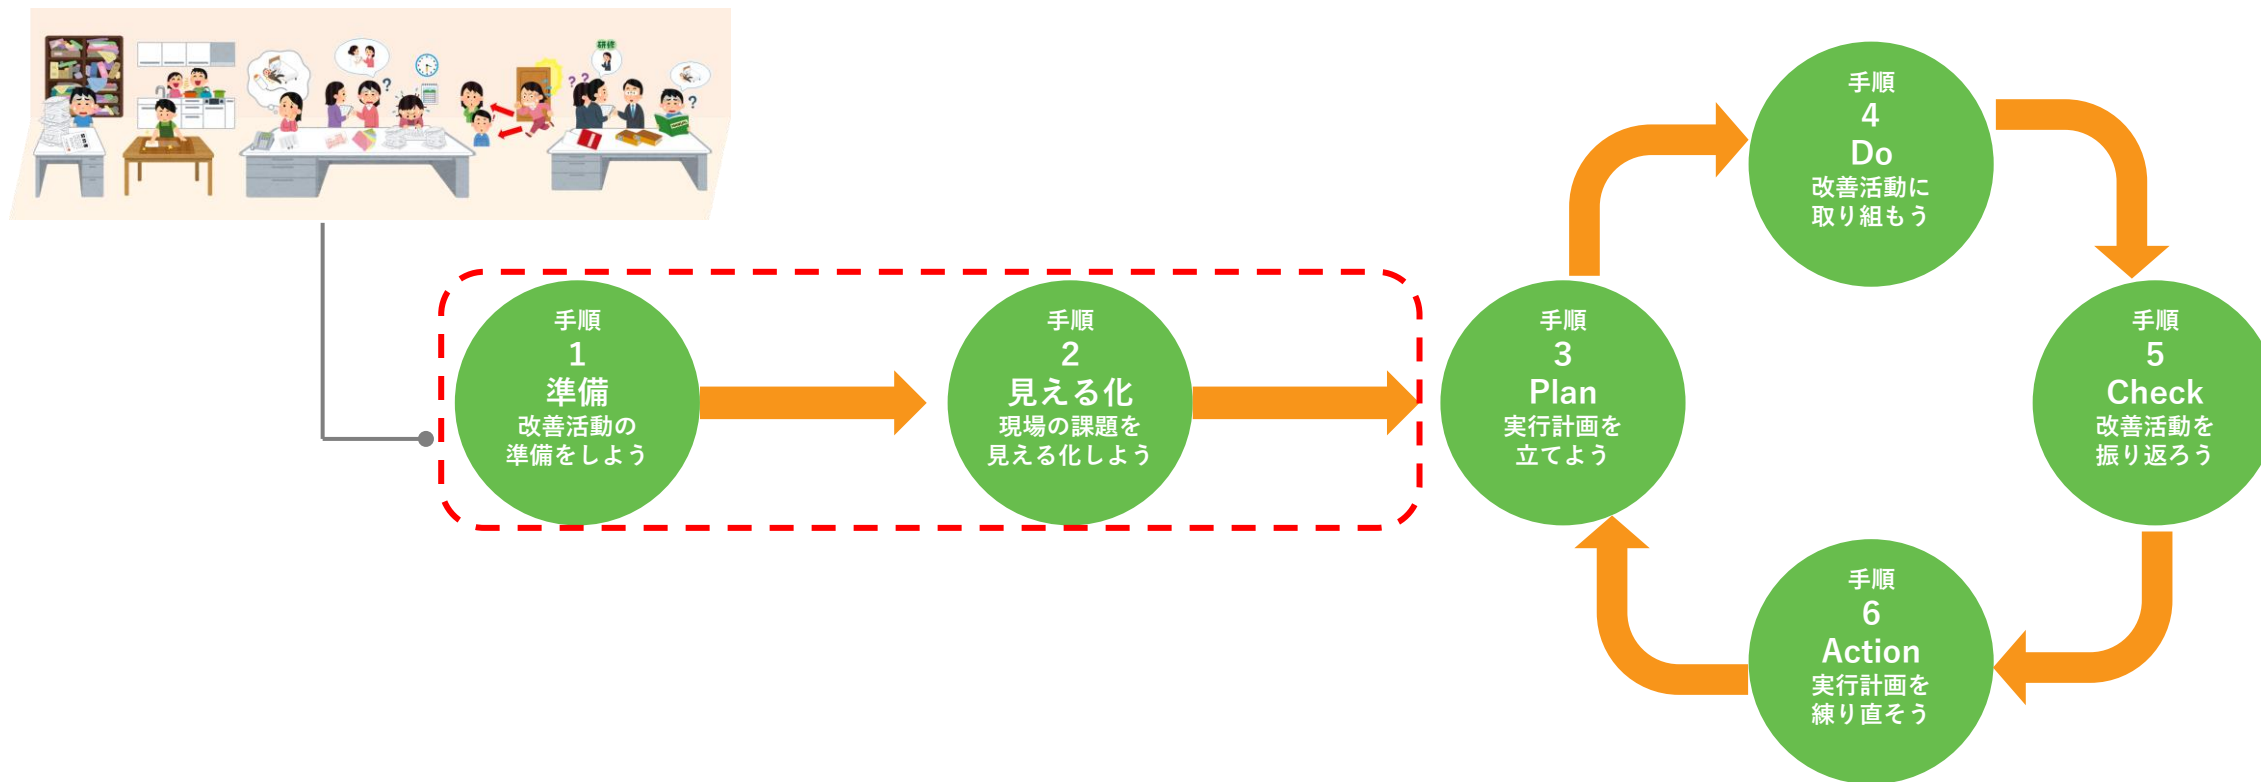 研修
手順
1
準備
改善活動の
準備をしよう
手順
2
見える化
現場の課題を
見える化しよう
手順
3
Plan
実行計画を
立てよう
手順
4
Do
改善活動に
取り組もう
手順
5
Check
改善活動を
振り返ろう
手順
6
Action
実行計画を
練り直そう